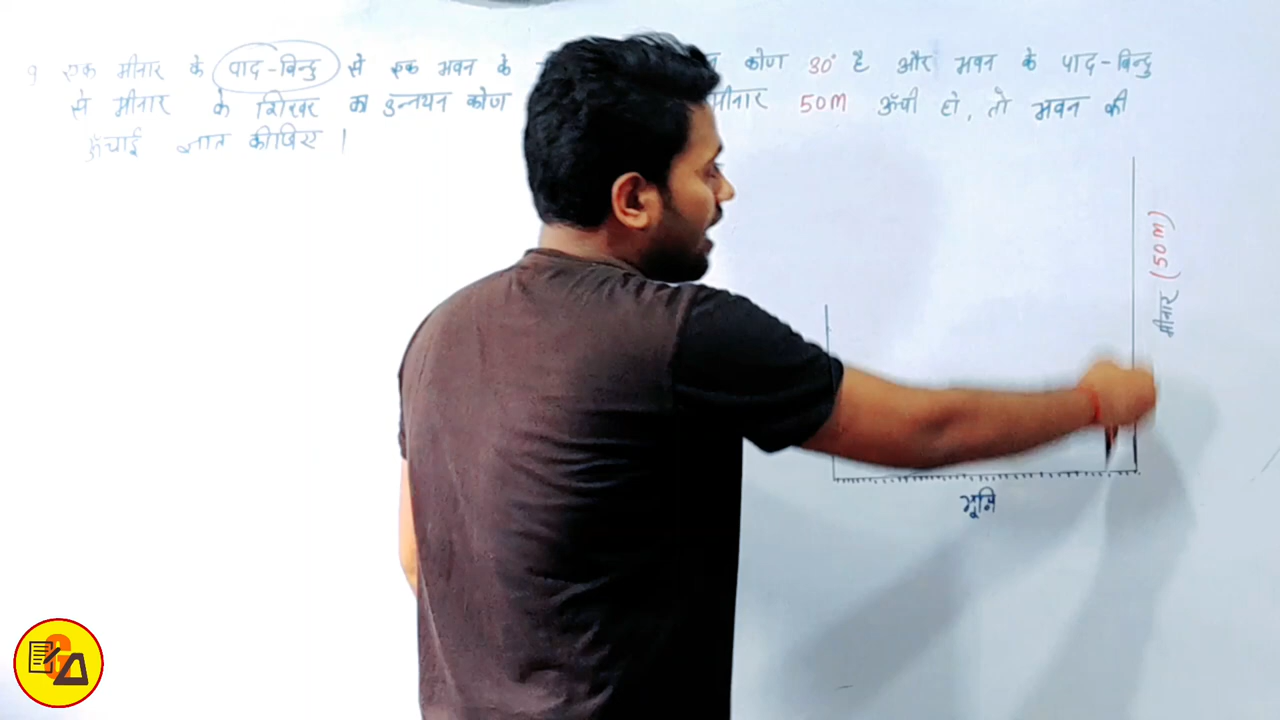 9 एक मीनार के पाद-बिन्दु से एक भवन के कोण 30° है और भवन के पाद-बिन्दु
से मीनार के शिखर का उन्नयन कोण मीनार 50M ऊँची हो, तो भवन की
ऊँचाई ज्ञात कीजिए ।
मीनार (50M)
भूमि